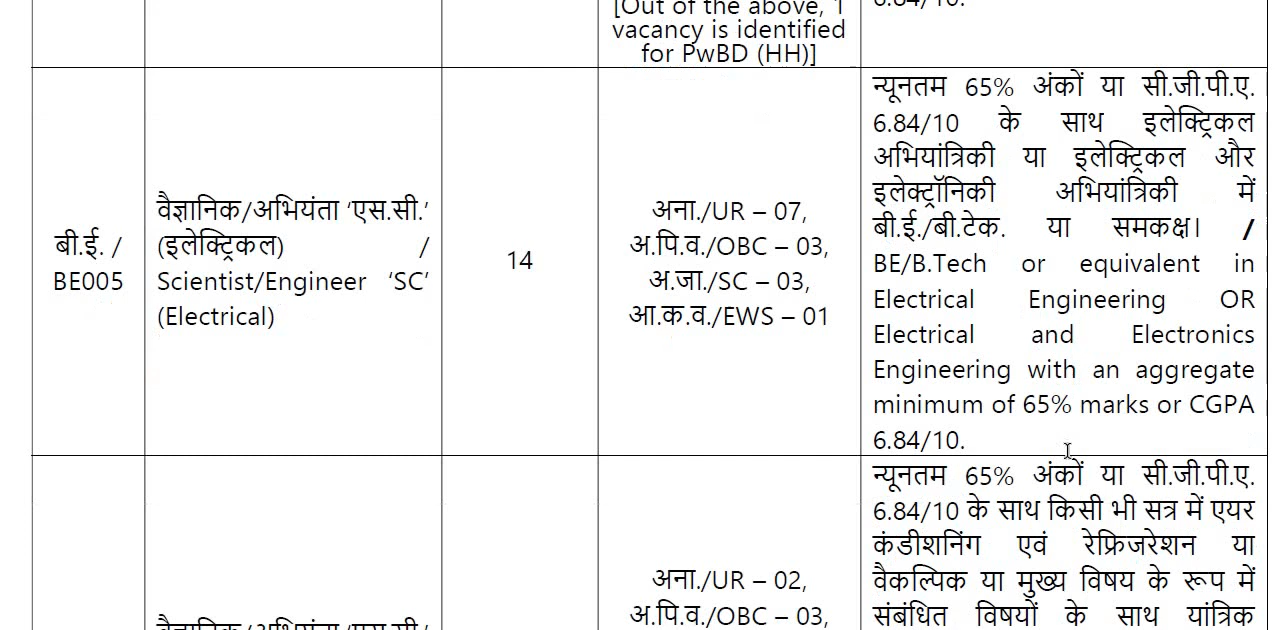 [Out of the above, 1
vacancy is identified
for PwBD (HH)]
6.84/10.
बी.ई. /
BE005
वैज्ञानिक/अभियंता ‘एस.सी.’
(इलेक्ट्रिकल) /
Scientist/Engineer ‘SC’
(Electrical)
14
अना./UR – 07,
अ.पि.व./OBC – 03,
अ.जा./SC – 03,
आ.क.व./EWS – 01
न्यूनतम 65% अंकों या सी.जी.पी.ए.
6.84/10 के साथ इलेक्ट्रिकल
अभियांत्रिकी या इलेक्ट्रिकल और
इलेक्ट्रॉनिकी अभियांत्रिकी में
बी.ई./बी.टेक. या समकक्ष। /
BE/B.Tech or equivalent in
Electrical Engineering OR
Electrical and Electronics
Engineering with an aggregate
minimum of 65% marks or CGPA
6.84/10.
वैज्ञानिक/अभियंता ‘एस.सी.’
अना./UR – 02,
अ.पि.व./OBC – 03,
न्यूनतम 65% अंकों या सी.जी.पी.ए.
6.84/10 के साथ किसी भी सत्र में एयर
कंडीशनिंग एवं रेफ्रिजरेशन या
वैकल्पिक या मुख्य विषय के रूप में
संबंधित विषयों के साथ यांत्रिक